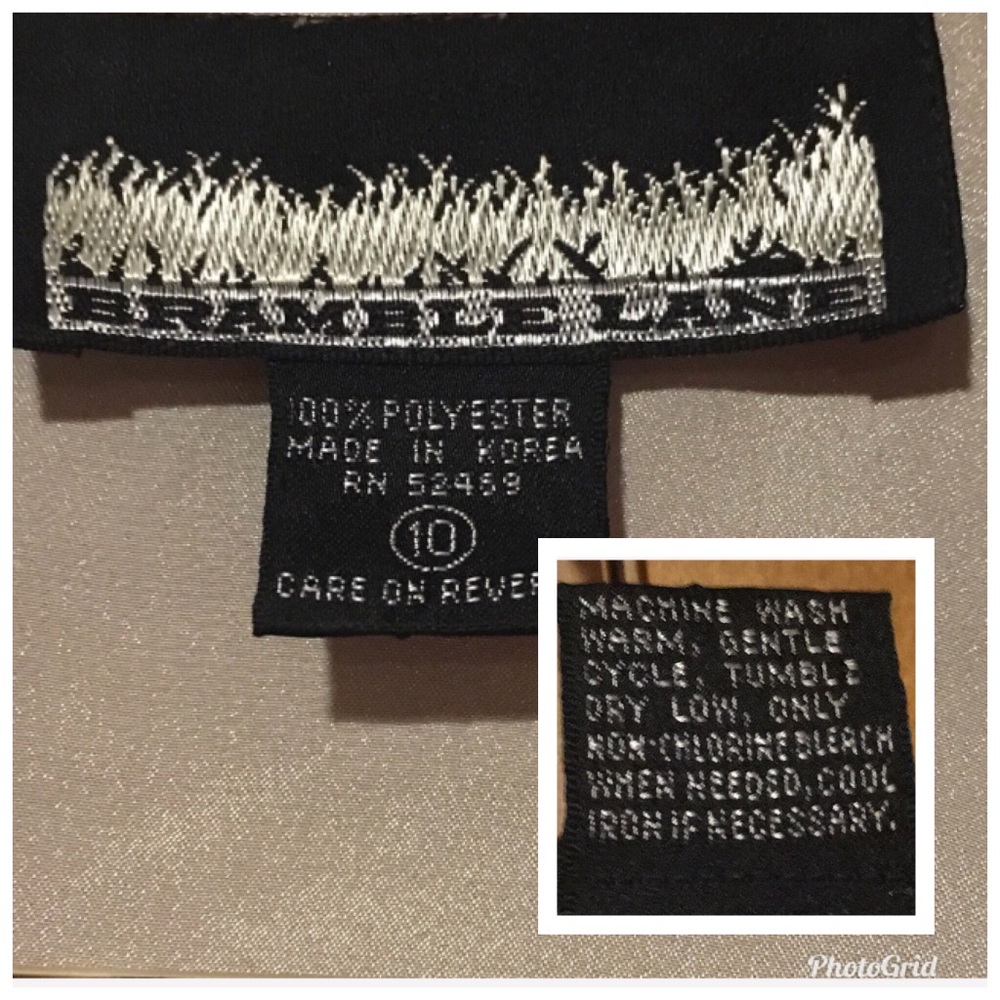 BRAMBLE LANE
100% POLYESTER
MADE IN KOREA
RN 52469
10
CARE ON REVE
MACHINE WASH
WARM, GENTLE
CYCLE, TUMBLE
DRY LOW, ONLY
NON-CHLORINE BLEACH
WHEN NEEDED, COOL
IRON IF NECESSARY.
PhotoGrid